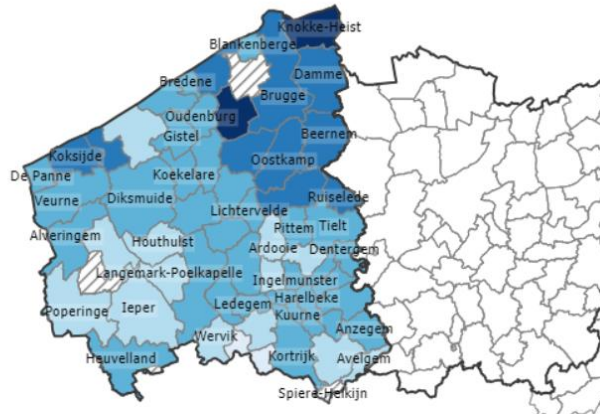 Knokke-Heist
Blankenberge
Damme
Bredene
Brugge
Oudenburg
Gistel
Beernem
Koksijde
Oostkamp
De Panne
Koekelare
Veurne
Diksmuide
Ruiselede
Lichtervelde
Pittem
Tielt
Alveringem
Houthulst
Ardooie
Dentergem
Langemark-Poelkapelle
Ingelmunster
Poperinge
Ieper
Ledegem
Harelbeke
Kuurne
Wervik
Anzegem
Heuvelland
Kortrijk
Avelgem
Spiere-Helkijn